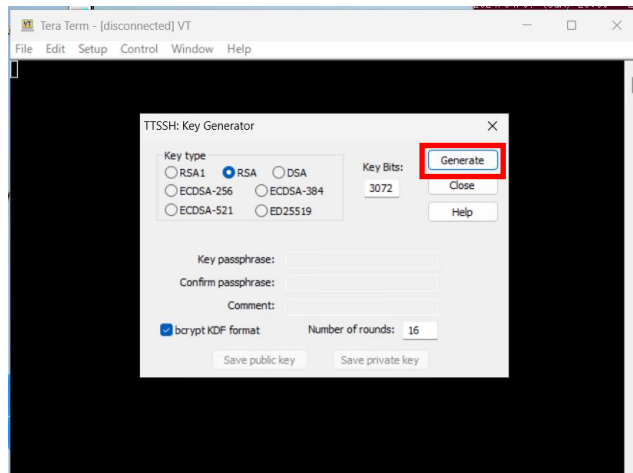 Tera Term - [disconnected] VT
File Edit Setup Control Window Help
TTSSH: Key Generator
Key type
RSA1 RSA DSA
ECDSA-256 ECDSA-384
ECDSA-521 ED25519
Key Bits:
3072
Generate
Close
Help
Key passphrase:
Confirm passphrase:
Comment:
bcrypt KDF format
Number of rounds: 16
Save public key
Save private key